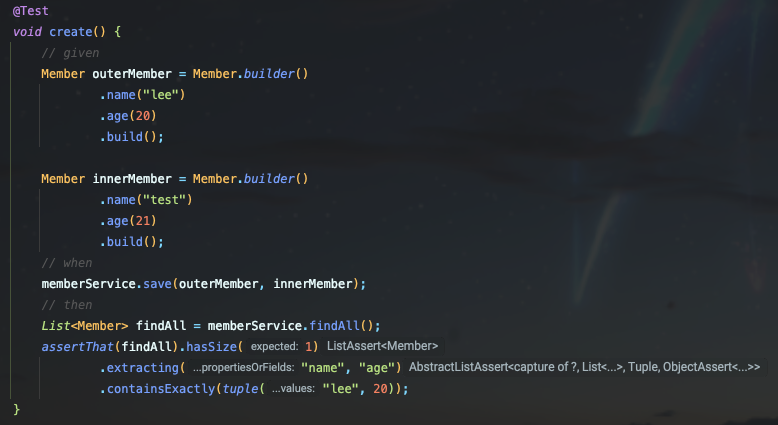 @Test
void create() {
// given
Member outerMember = Member.builder()
.name("lee")
.age(20)
.build();
Member innerMember = Member.builder()
.name("test")
.age(21)
.build();
// when
memberService.save(outerMember, innerMember);
// then
List<Member> findAll = memberService.findAll();
assertThat(findAll).hasSize( expected: 1) ListAssert<Member>
.extracting( ...propertiesOrFields: "name", "age") AbstractListAssert<capture of ?, List<...>, Tuple, ObjectAssert<...>>
.containsExactly(tuple( ...values: "lee", 20));
}